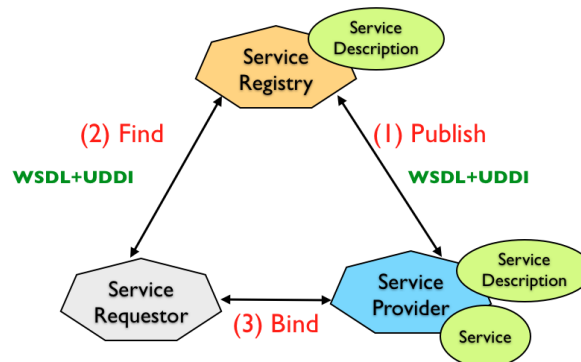 Service
Description
Service
Registry
(2) Find
(1) Publish
WSDL+UDDI
WSDL+UDDI
Service
Requestor
Service
Provider
Service
Description
(3) Bind
Service